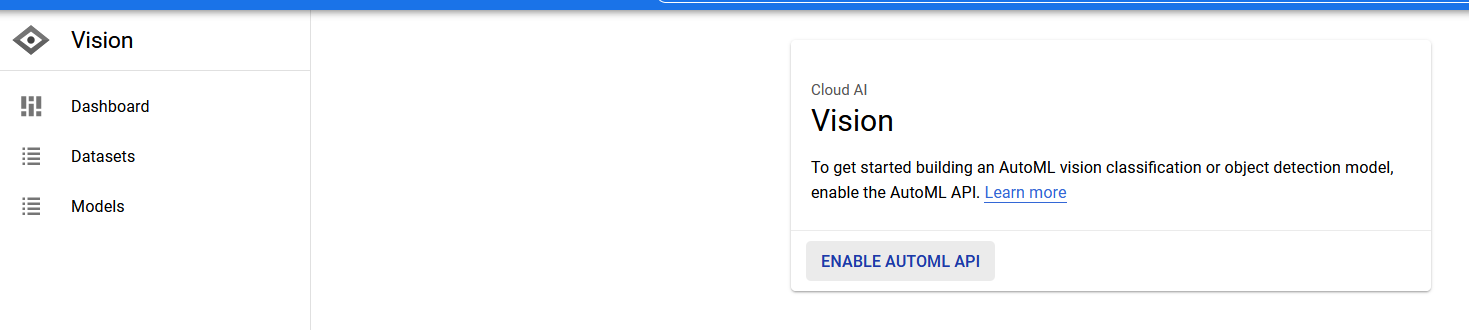 Vision
Dashboard
Datasets
Models
Cloud AI
Vision
To get started building an AutoML vision classification or object detection model,
enable the AutoML API. Learn more
ENABLE AUTOML API